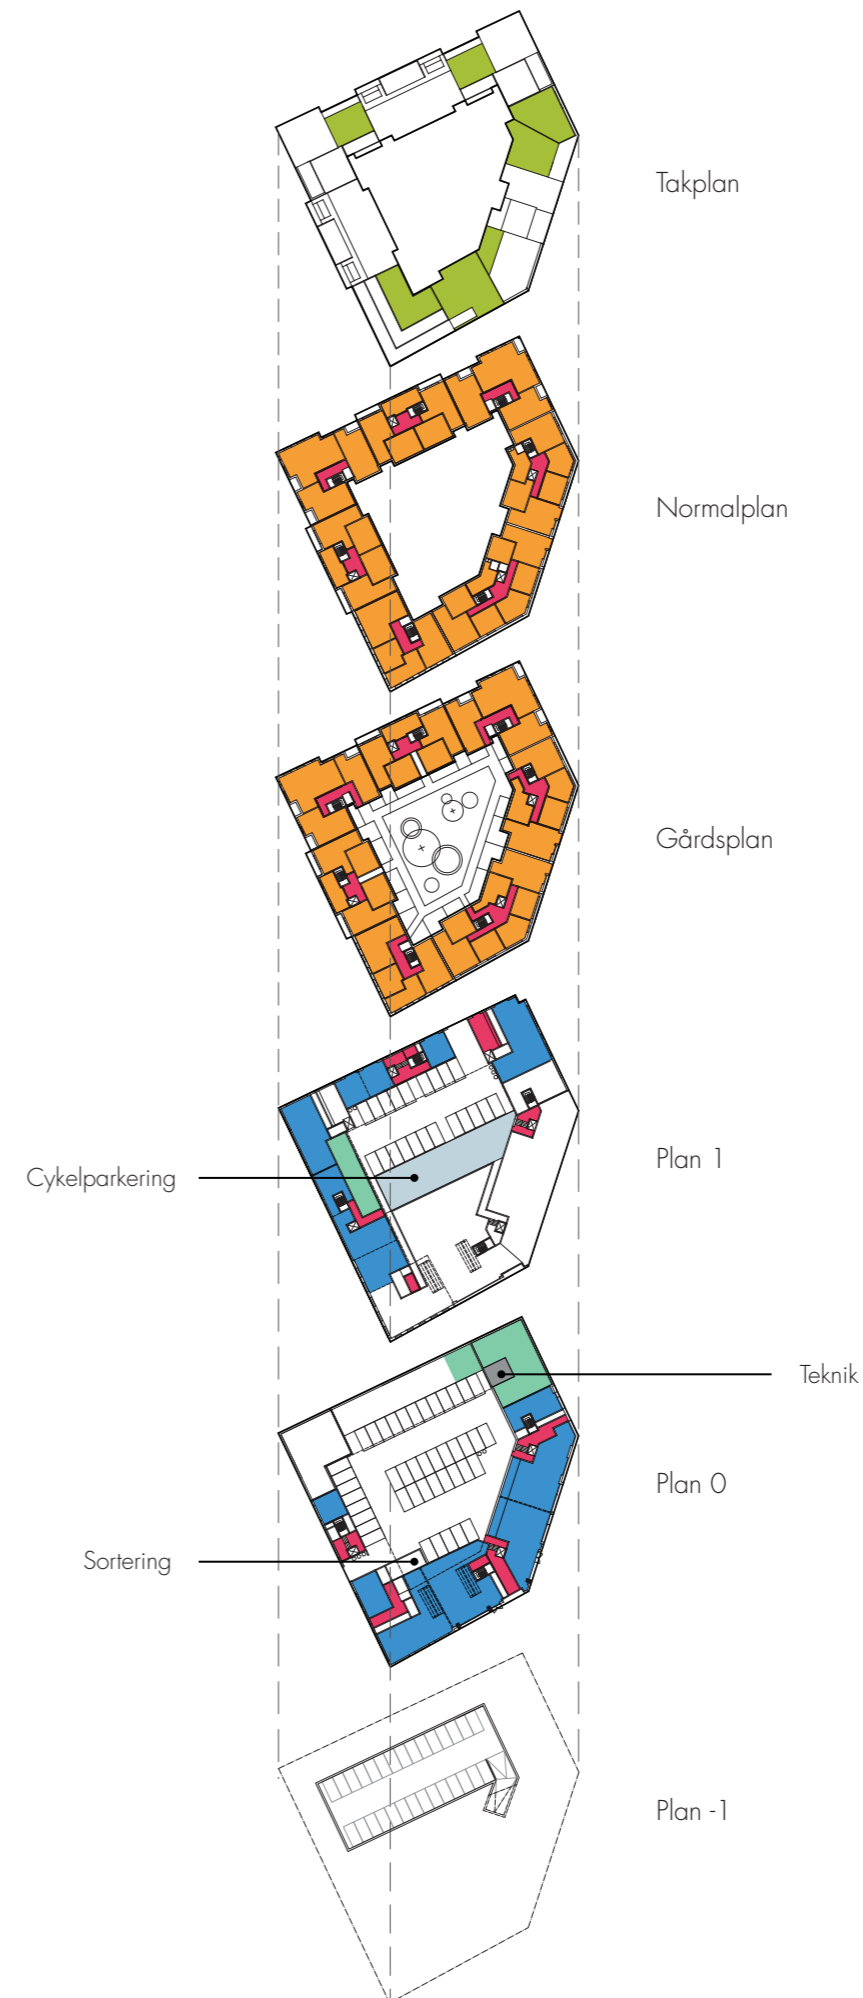 Takplan
Normalplan
Gårdsplan
Plan 1
Cykelparkering
Teknik
Plan 0
Sortering
Plan -1